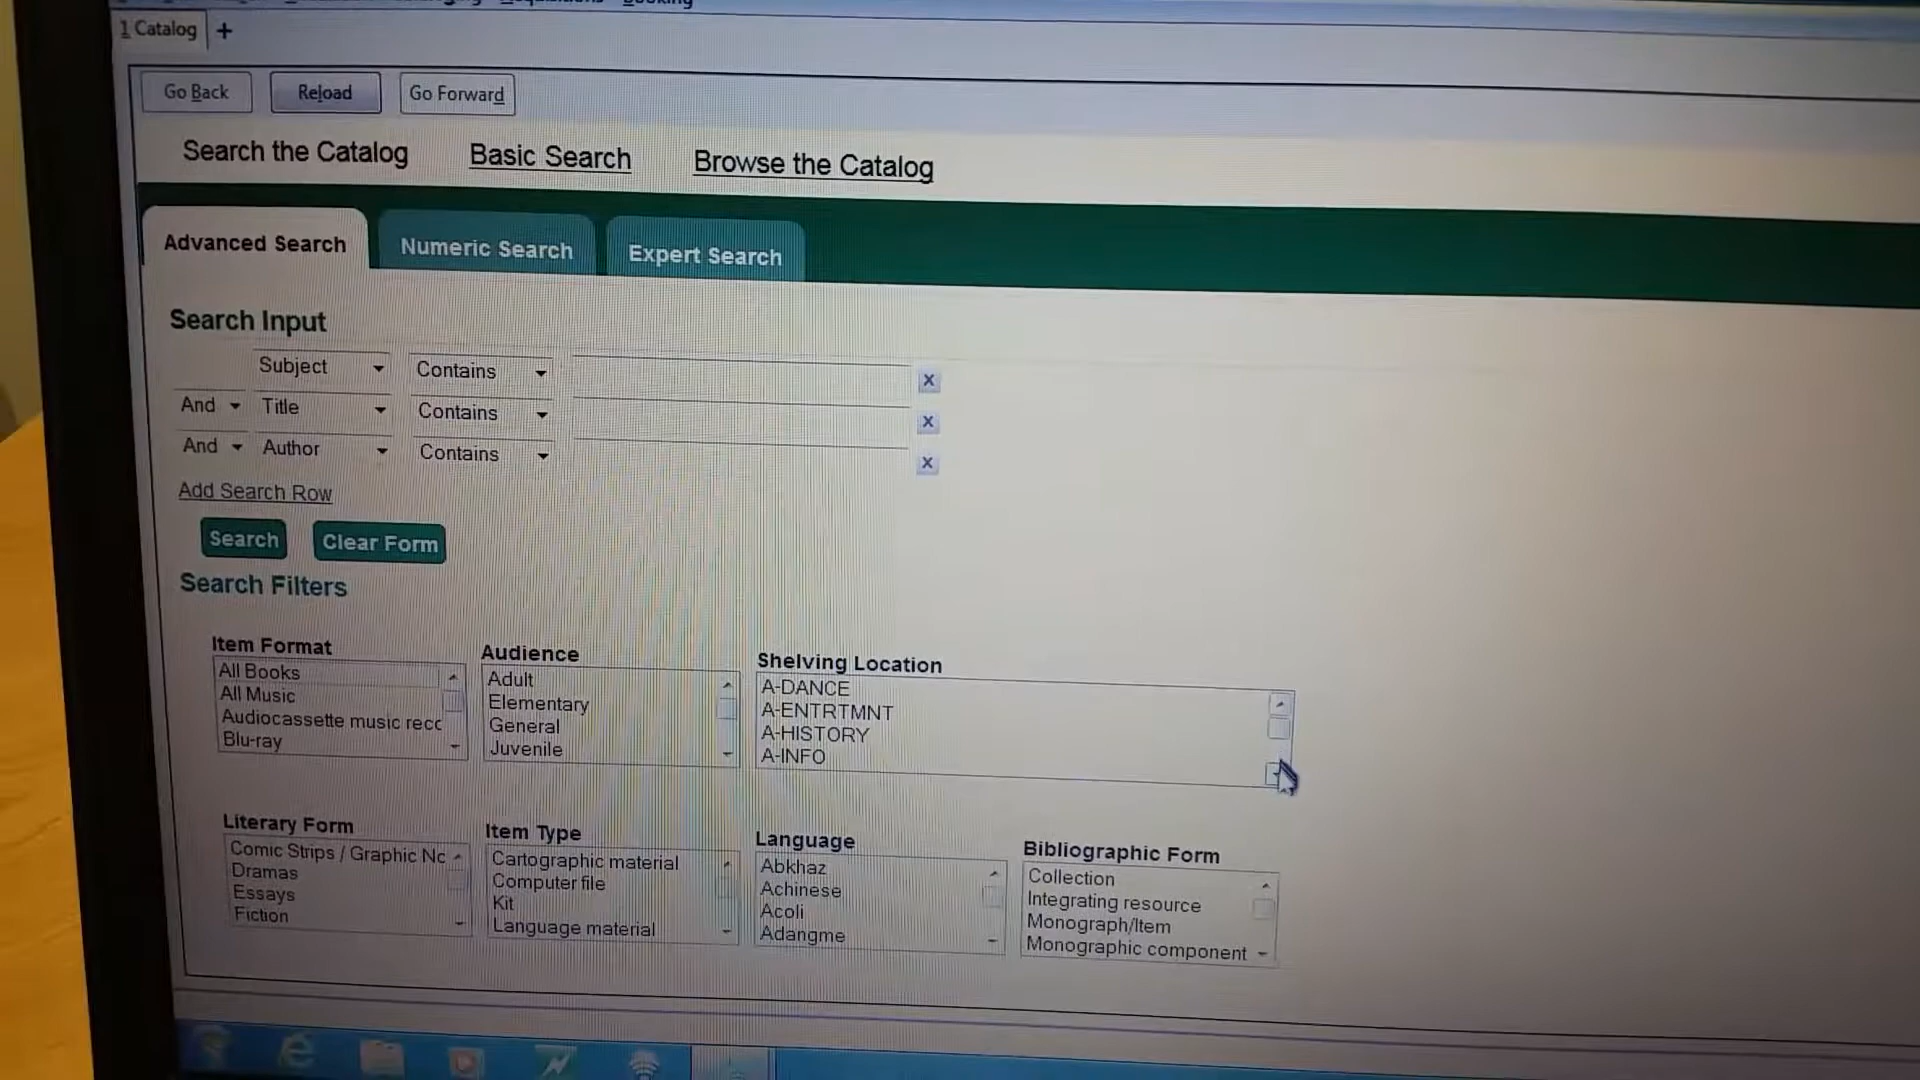 1 Catalog +
Go Back Reload Go Forward
Search the Catalog Basic Search Browse the Catalog
Advanced Search Numeric Search Expert Search
Search Input
Subject Contains x
And Title Contains x
And Author Contains x
Add Search Row
Search Clear Form
Search Filters
Item Format Audience Shelving Location
All Books Adult A-DANCE
All Music Elementary A-ENTRTMNT
Audiocassette music recc General A-HISTORY
Blu-ray Juvenile A-INFO
Literary Form Item Type Language Bibliographic Form
Comic Strips / Graphic Nc Cartographic material Abkhaz Collection
Dramas Computer file Achinese Integrating resource
Essays Kit Acoli Monograph/Item
Fiction Language material Adangme Monographic component